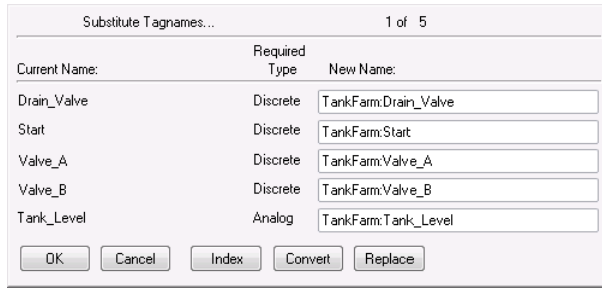 Substitute Tagnames... 1 of 5
Required
Current Name: Type New Name:
Drain_Valve Discrete TankFarm:Drain_Valve
Start Discrete TankFarm:Start
Valve_A Discrete TankFarm:Valve_A
Valve_B Discrete TankFarm:Valve_B
Tank_Level Analog TankFarm:Tank_Level
OK Cancel Index Convert Replace